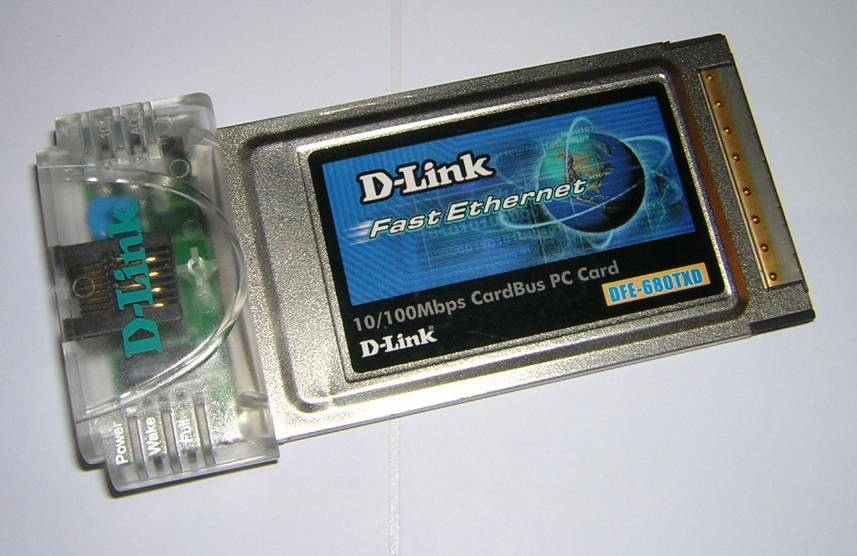 D-Link
Fast Ethernet
10/100Mbps CardBus PC Card
DFE-680TXD
D-Link
D-Link
Power
Wake
Full